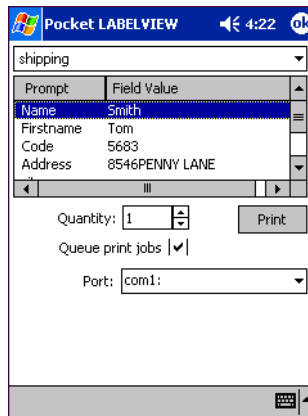 Pocket LABELVIEW 4:22 ok
shipping
Prompt Field Value
Name Smith
Firstname Tom
Code 5683
Address 8546PENNY LANE
Quantity: 1 Print
Queue print jobs
Port: com1: